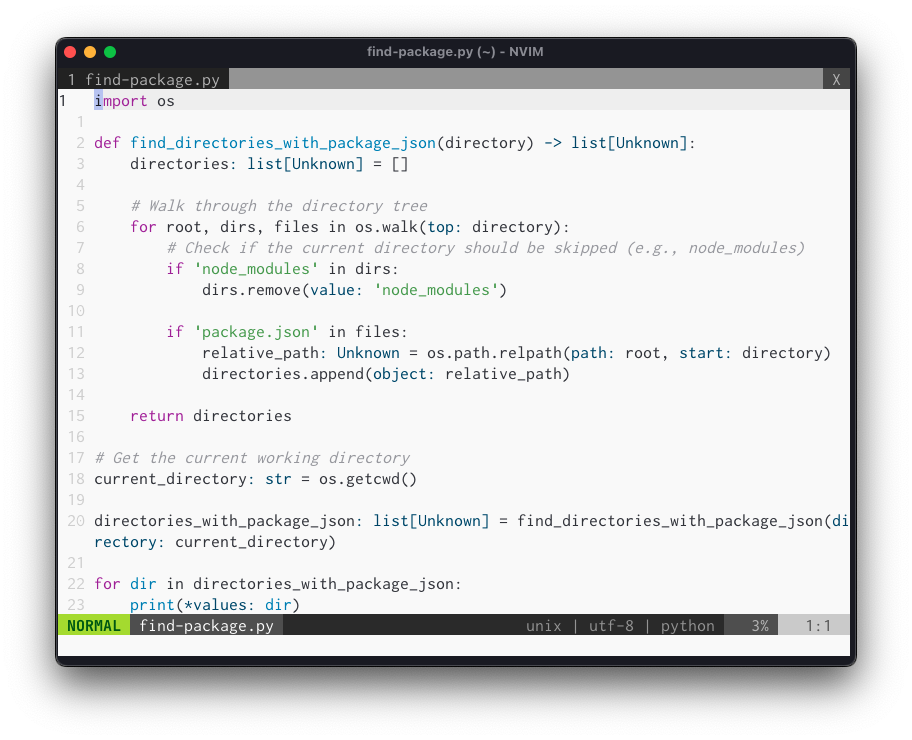 find-package.py (~) - NVIM
1 find-package.py X
1 import os
1
2 def find_directories_with_package_json(directory) -> list[Unknown]:
3 directories: list[Unknown] = []
4
5 # Walk through the directory tree
6 for root, dirs, files in os.walk(top: directory):
7 # Check if the current directory should be skipped (e.g., node_modules)
8 if 'node_modules' in dirs:
9 dirs.remove(value: 'node_modules')
10
11 if 'package.json' in files:
12 relative_path: Unknown = os.path.relpath(path: root, start: directory)
13 directories.append(object: relative_path)
14
15 return directories
16
17 # Get the current working directory
18 current_directory: str = os.getcwd()
19
20 directories_with_package_json: list[Unknown] = find_directories_with_package_json(di
rectory: current_directory)
21
22 for dir in directories_with_package_json:
23 print(*values: dir)
NORMAL find-package.py unix | utf-8 | python 3% 1:1